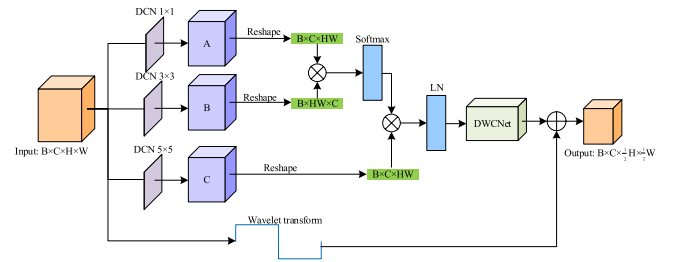 DCN 1×1
A
Reshape
B×C×HW
Softmax
DCN 3×3
B
Reshape
B×HW×C
LN
DWCNet
Input: B×C×H×W
Output: B×C×½H×½W
DCN 5×5
C
Reshape
B×C×HW
Wavelet transform